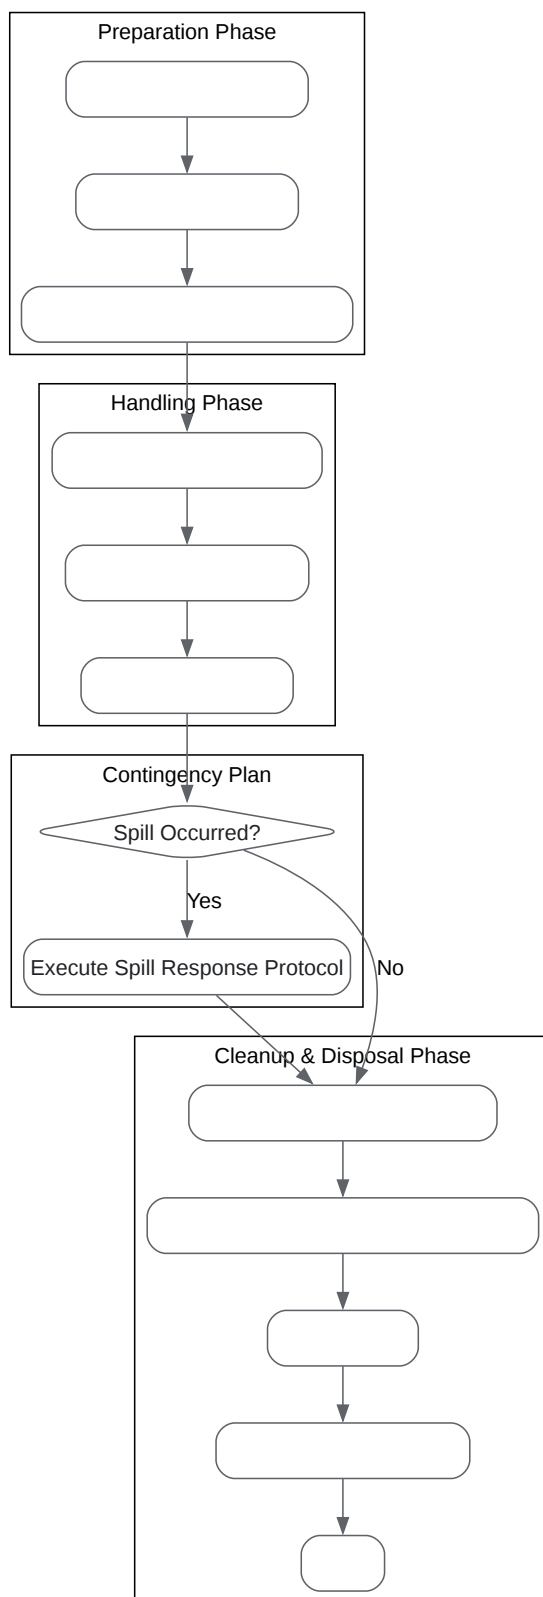 Preparation Phase
Handling Phase
Contingency Plan
Spill Occurred?
Yes
Execute Spill Response Protocol
No
Cleanup & Disposal Phase